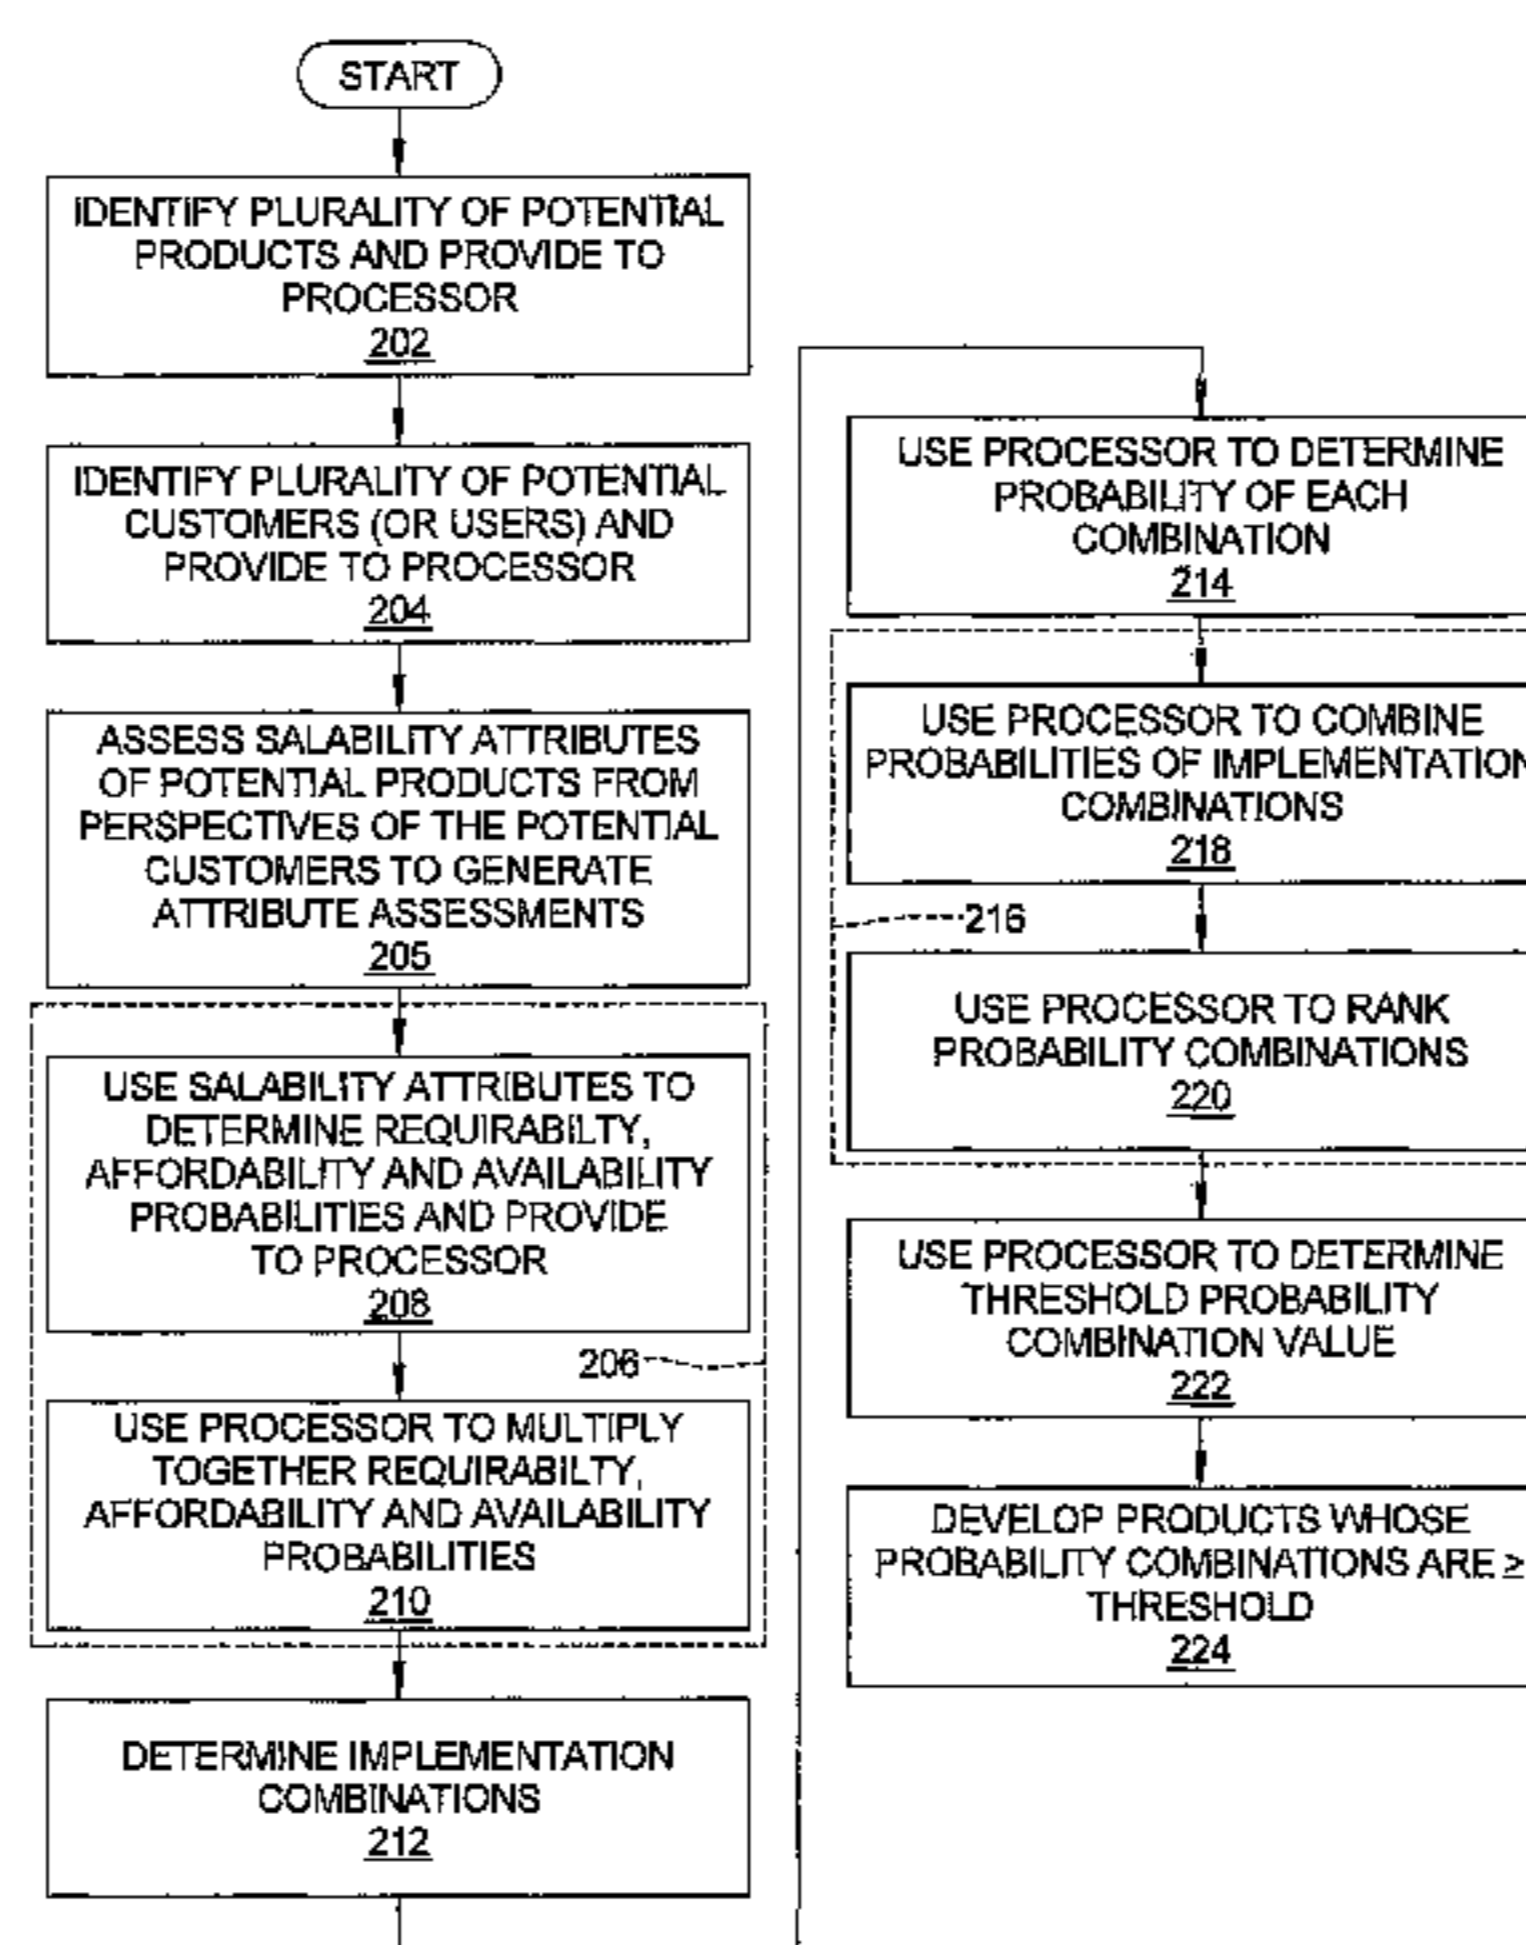 START
IDENTIFY PLURALITY OF POTENTIAL
PRODUCTS AND PROVIDE TO
PROCESSOR
202
IDENTIFY PLURALITY OF POTENTIAL
CUSTOMERS (OR USERS) AND
PROVIDE TO PROCESSOR
204
ASSESS SALABILITY ATTRIBUTES
OF POTENTIAL PRODUCTS FROM
PERSPECTIVES OF THE POTENTIAL
CUSTOMERS TO GENERATE
ATTRIBUTE ASSESSMENTS
205
USE SALABILITY ATTRIBUTES TO
DETERMINE REQUIRABILTY,
AFFORDABILITY AND AVAILABILITY
PROBABILITIES AND PROVIDE
TO PROCESSOR
208
206
USE PROCESSOR TO MULTIPLY
TOGETHER REQUIRABILTY,
AFFORDABILITY AND AVAILABILITY
PROBABILITIES
210
DETERMINE IMPLEMENTATION
COMBINATIONS
212
USE PROCESSOR TO DETERMINE
PROBABILITY OF EACH
COMBINATION
214
USE PROCESSOR TO COMBINE
PROBABILITIES OF IMPLEMENTATION
COMBINATIONS
218
216
USE PROCESSOR TO RANK
PROBABILITY COMBINATIONS
220
USE PROCESSOR TO DETERMINE
THRESHOLD PROBABILITY
COMBINATION VALUE
222
DEVELOP PRODUCTS WHOSE
PROBABILITY COMBINATIONS ARE ≥
THRESHOLD
224